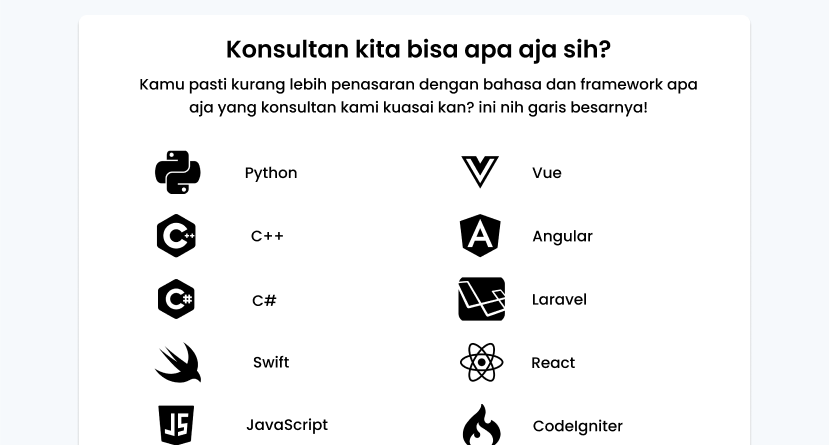 Konsultan kita bisa apa aja sih?
Kamu pasti kurang lebih penasaran dengan bahasa dan framework apa
aja yang konsultan kami kuasai kan? ini nih garis besarnya!
Python
Vue
C++
C++
A
Angular
C#
C#
Laravel
Swift
React
JS
JavaScript
CodeIgniter